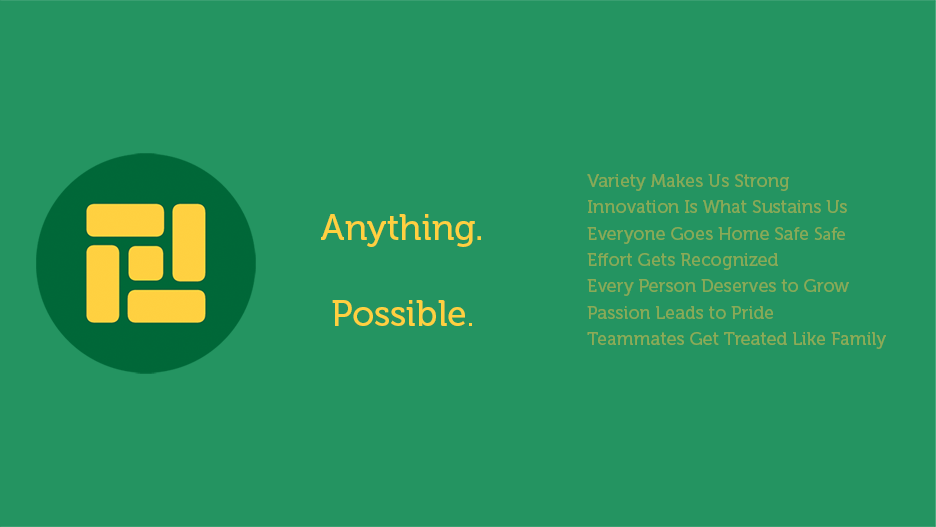 Anything.
Possible.
Variety Makes Us Strong
Innovation Is What Sustains Us
Everyone Goes Home Safe Safe
Effort Gets Recognized
Every Person Deserves to Grow
Passion Leads to Pride
Teammates Get Treated Like Family